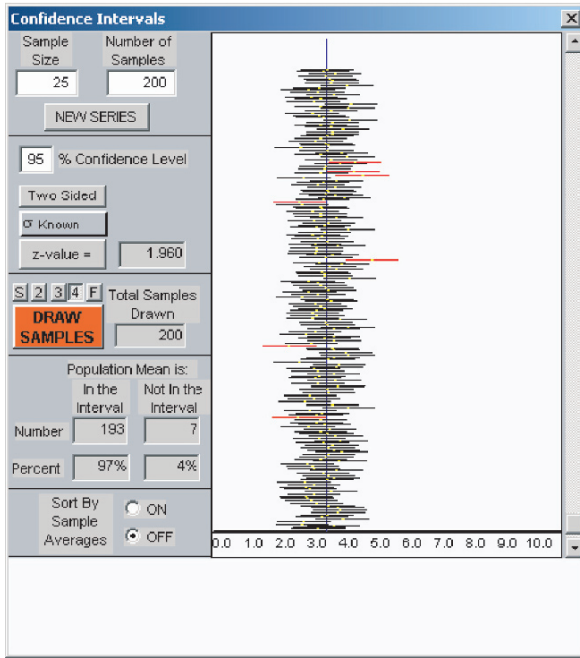 Confidence Intervals
Sample Size
Number of Samples
25
200
NEW SERIES
95 % Confidence Level
Two Sided
σ Known
z-value =
1.960
S 2 3 4 F
Total Samples Drawn
DRAW SAMPLES
200
Population Mean is:
In the Interval
Not In the Interval
Number 193 7
Percent 97% 4%
Sort By Sample Averages
ON
OFF
0.0 1.0 2.0 3.0 4.0 5.0 6.0 7.0 8.0 9.0 10.0